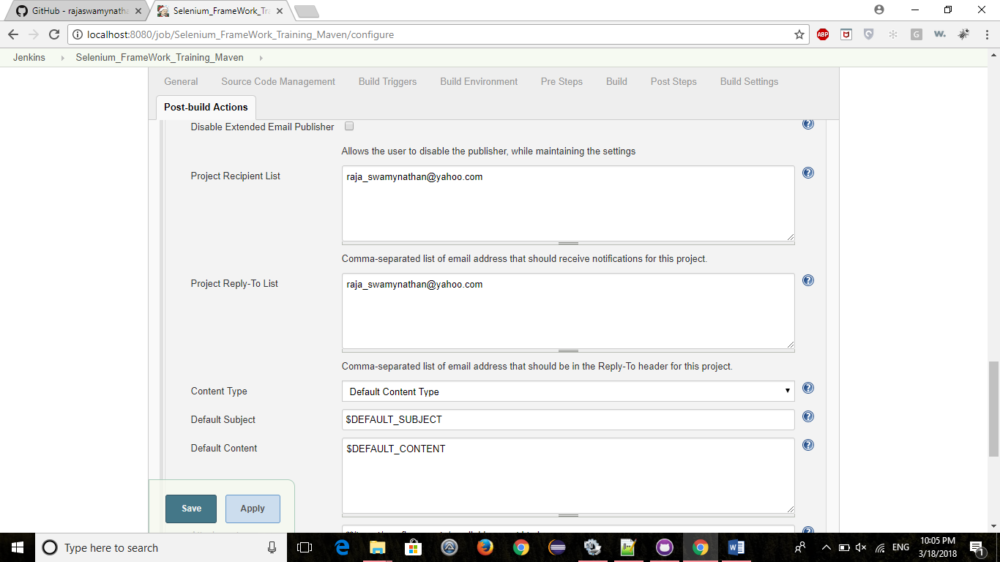 GitHub - rajaswamynath
Selenium_FrameWork_Tra
localhost:8080/job/Selenium_FrameWork_Training_Maven/configure
ABP
G
w.
Jenkins
Selenium_FrameWork_Training_Maven
General
Source Code Management
Build Triggers
Build Environment
Pre Steps
Build
Post Steps
Build Settings
Post-build Actions
Disable Extended Email Publisher
Allows the user to disable the publisher, while maintaining the settings
Project Recipient List
raja_swamynathan@yahoo.com
Comma-separated list of email address that should receive notifications for this project.
Project Reply-To List
raja_swamynathan@yahoo.com
Comma-separated list of email address that should be in the Reply-To header for this project.
Content Type
Default Content Type
Default Subject
$DEFAULT_SUBJECT
Default Content
$DEFAULT_CONTENT
Save
Apply
Type here to search
ENG
10:05 PM
3/18/2018
1